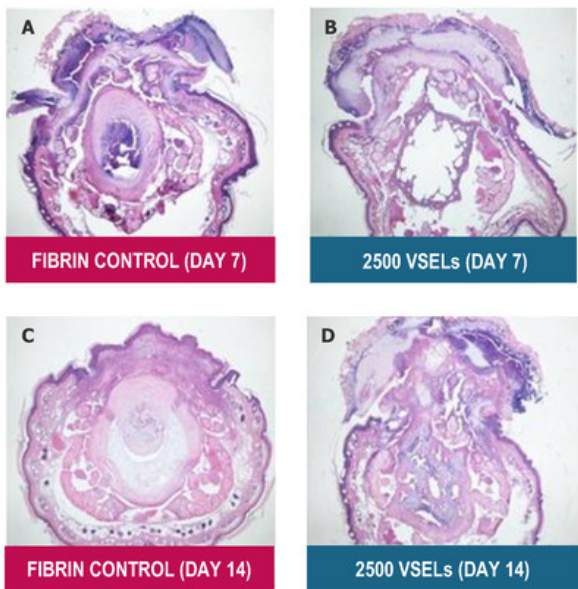 A
B
FIBRIN CONTROL (DAY 7)
2500 VSELs (DAY 7)
C
D
FIBRIN CONTROL (DAY 14)
2500 VSELs (DAY 14)